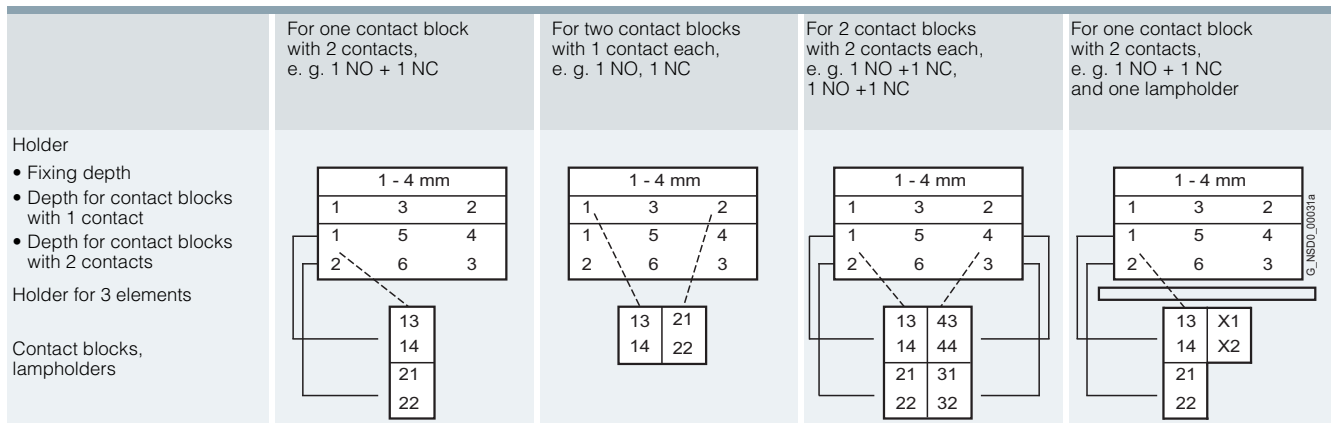 For one contact block
with 2 contacts,
e. g. 1 NO + 1 NC
For two contact blocks
with 1 contact each,
e. g. 1 NO, 1 NC
For 2 contact blocks
with 2 contacts each,
e. g. 1 NO +1 NC,
1 NO +1 NC
For one contact block
with 2 contacts,
e. g. 1 NO + 1 NC
and one lampholder
Holder
• Fixing depth
• Depth for contact blocks
with 1 contact
• Depth for contact blocks
with 2 contacts
Holder for 3 elements
Contact blocks,
lampholders
1 - 4 mm
1 3 2
1 5 4
2 6 3
13
14
21
22
1 - 4 mm
1 3 2
1 5 4
2 6 3
13 21
14 22
1 - 4 mm
1 3 2
1 5 4
2 6 3
13 43
14 44
21 31
22 32
1 - 4 mm
1 3 2
1 5 4
2 6 3
13 X1
14 X2
21
22
G_NSD0_00031a